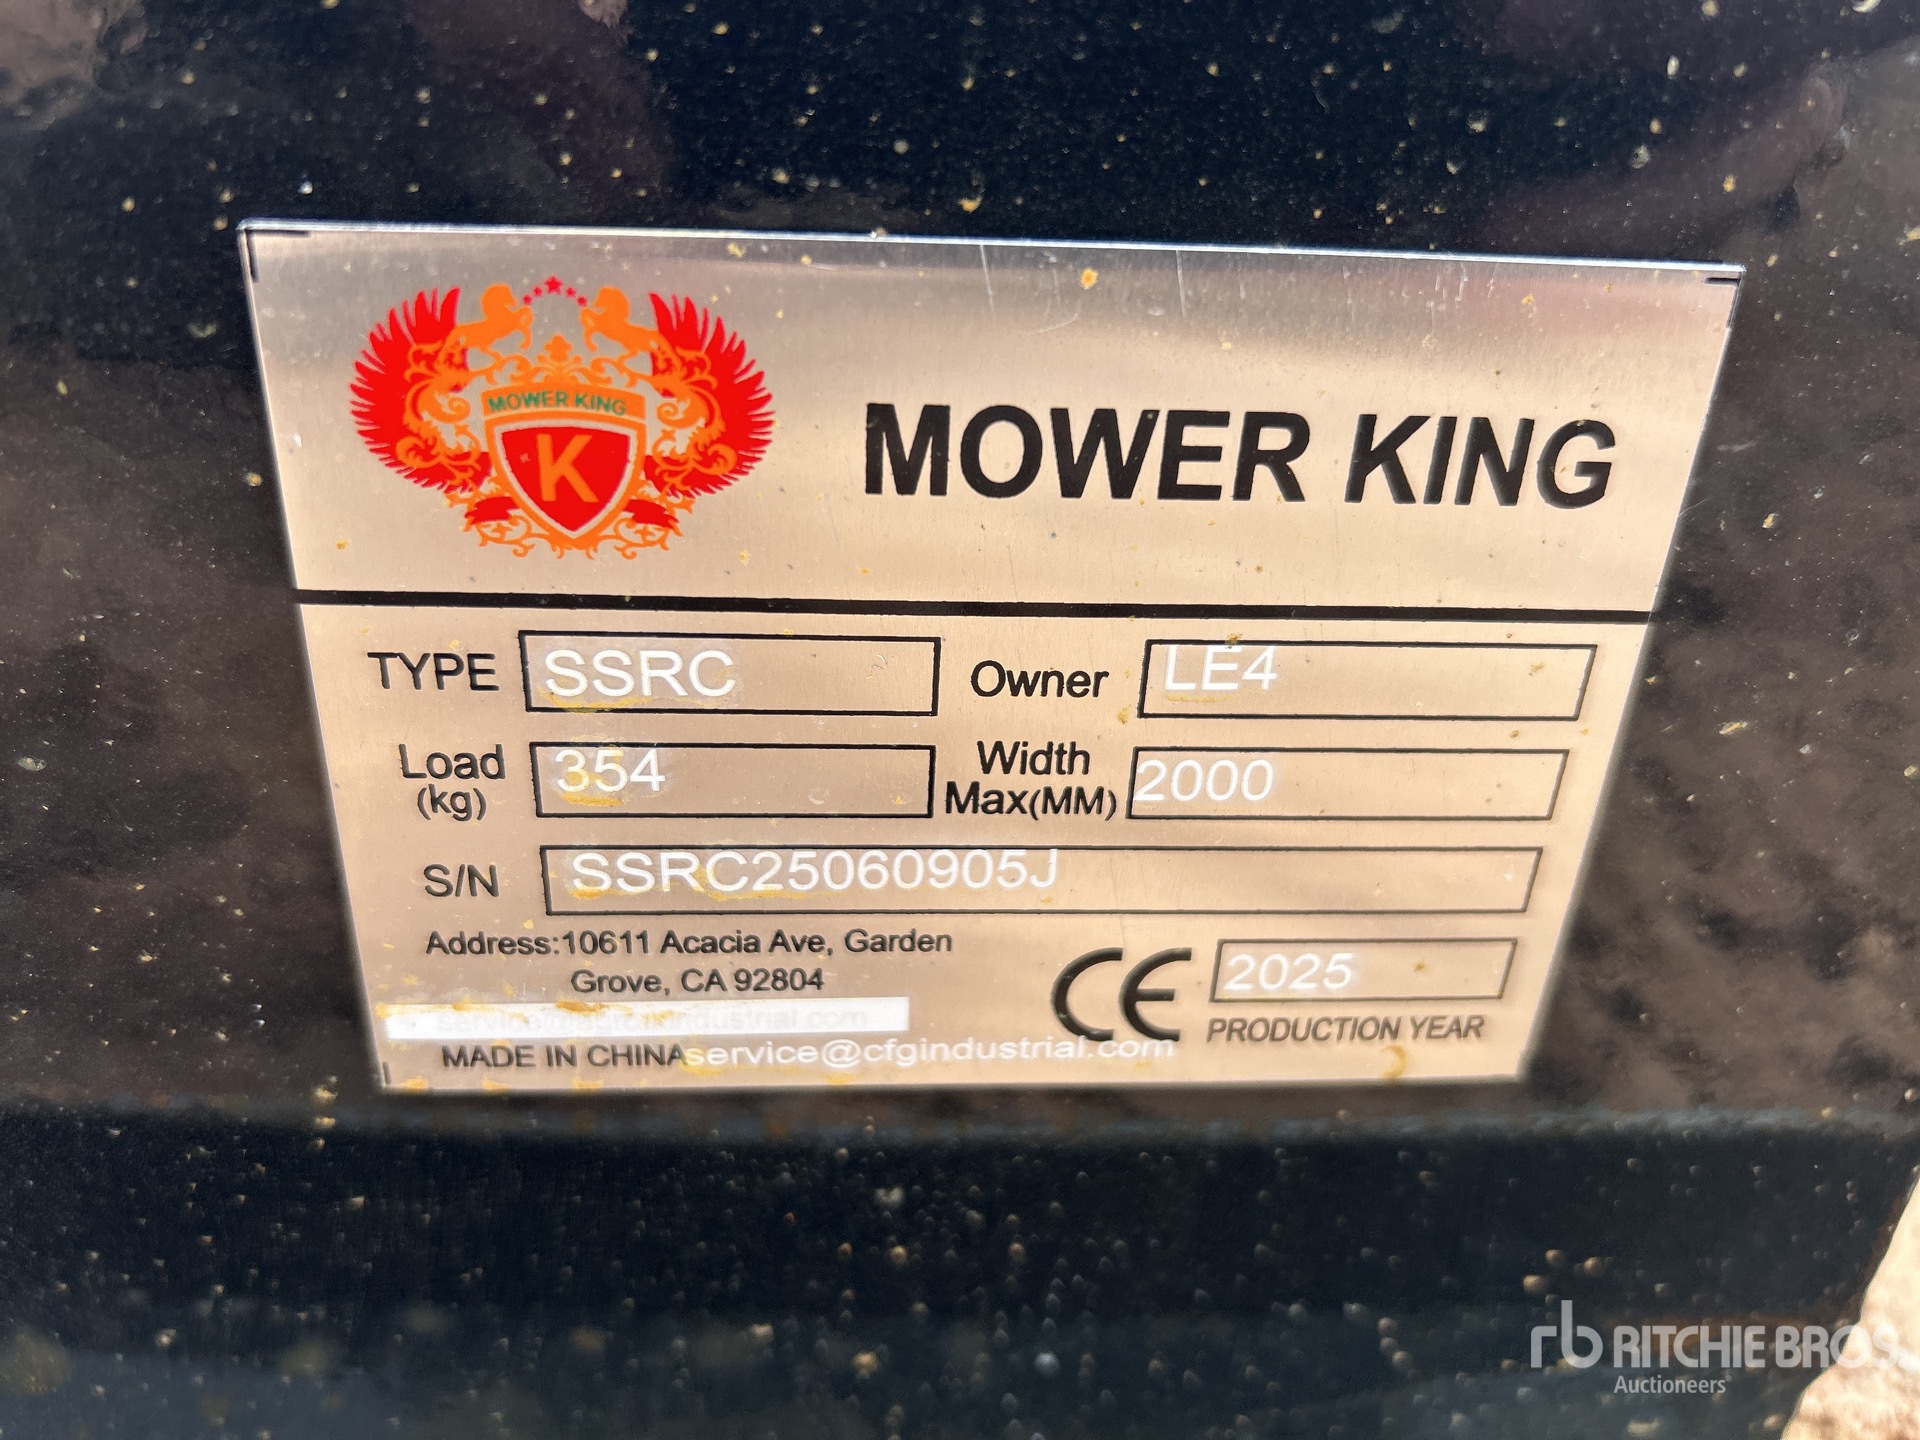 MOWER KING
K
MOWER KING
TYPE SSRC Owner LE4
Load (kg) 354 Width Max(MM) 2000
S/N SSRC25060905J
Address:10611 Acacia Ave, Garden
Grove, CA 92804
CE 2025
PRODUCTION YEAR
MADE IN CHINA service@cfgindustrial.com
rb RITCHIE BROS.
Auctioneers